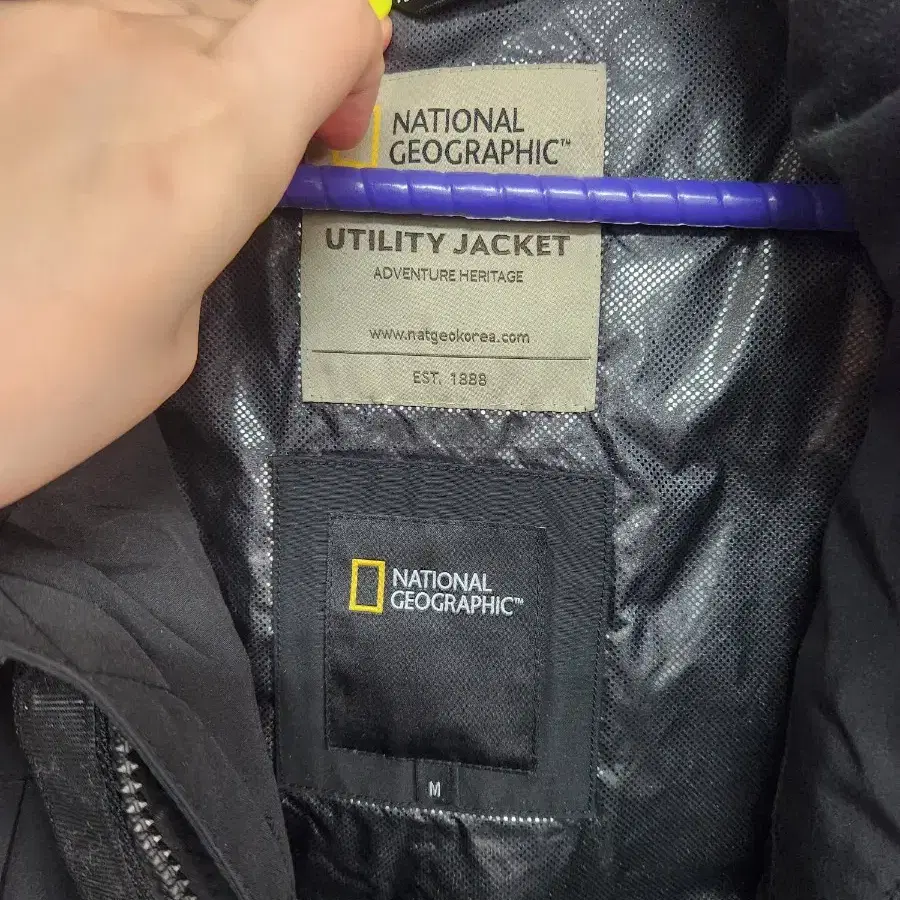 NATIONAL
GEOGRAPHIC™
UTILITY JACKET
ADVENTURE HERITAGE
www.natgeokorea.com
EST. 1888
NATIONAL
GEOGRAPHIC™
M